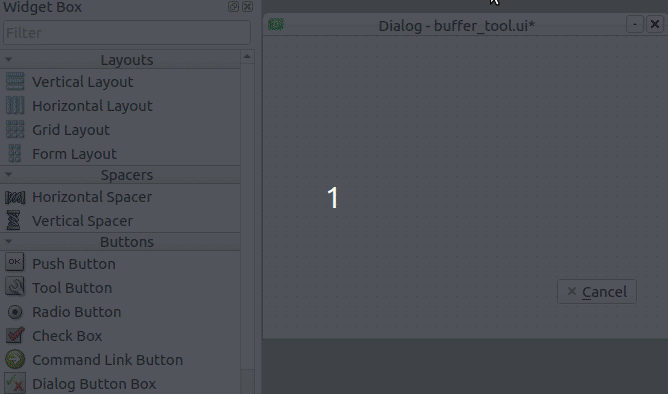 Widget Box
Filter
Layouts
Vertical Layout
Horizontal Layout
Grid Layout
Form Layout
Spacers
Horizontal Spacer
Vertical Spacer
Buttons
Push Button
OK
Tool Button
Radio Button
Check Box
Command Link Button
Dialog Button Box
Dialog - buffer_tool.ui*
1
Cancel